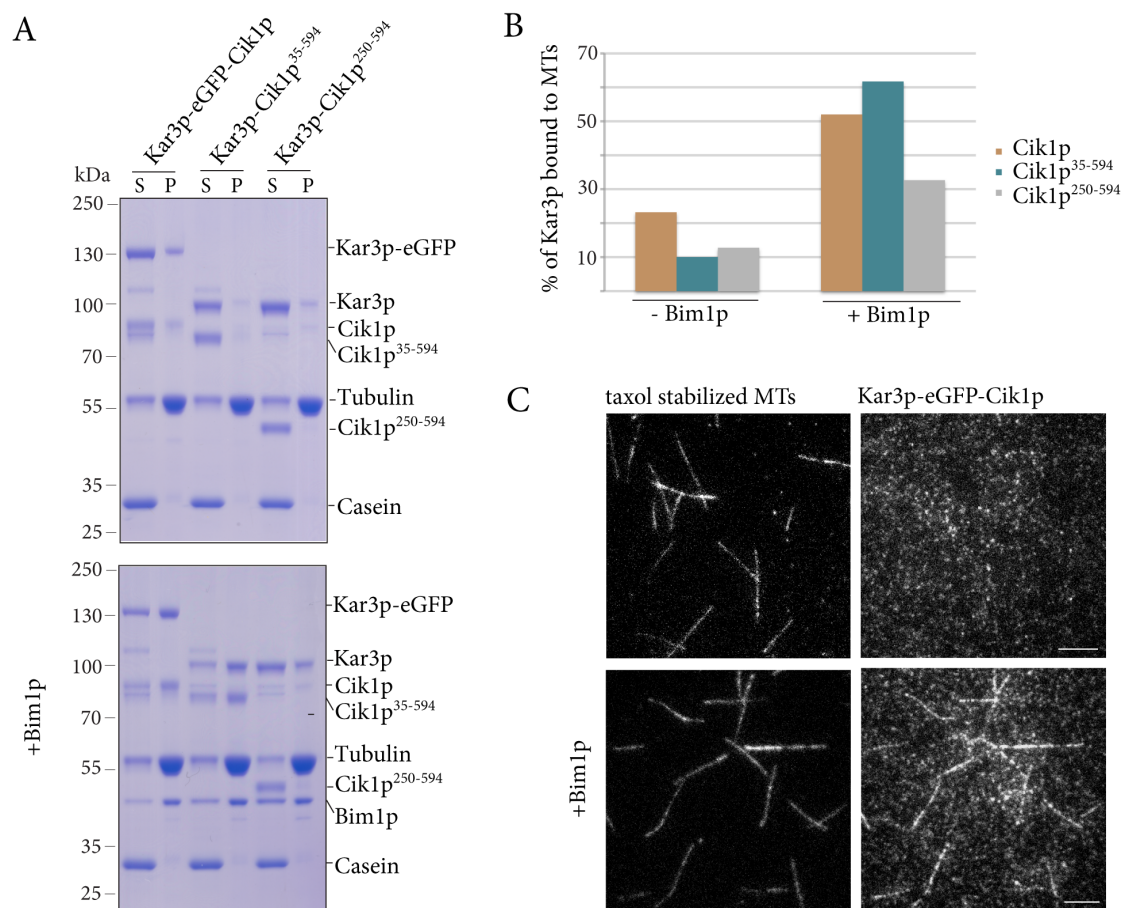 A
Kar3p-eGFP-Cik1p
Kar3p-Cik1p35-594
Kar3p-Cik1p250-594
kDa
S P S P S P
250
130
100
70
55
35
25
Kar3p-eGFP
Kar3p
Cik1p
Cik1p35-594
Tubulin
Cik1p250-594
Casein
+Bim1p
250
130
100
70
55
35
25
Kar3p-eGFP
Kar3p
Cik1p
Cik1p35-594
Tubulin
Cik1p250-594
Bim1p
Casein
B
% of Kar3p bound to MTs
70
50
30
10
- Bim1p
+ Bim1p
Cik1p
Cik1p35-594
Cik1p250-594
C
taxol stabilized MTs
Kar3p-eGFP-Cik1p
+Bim1p